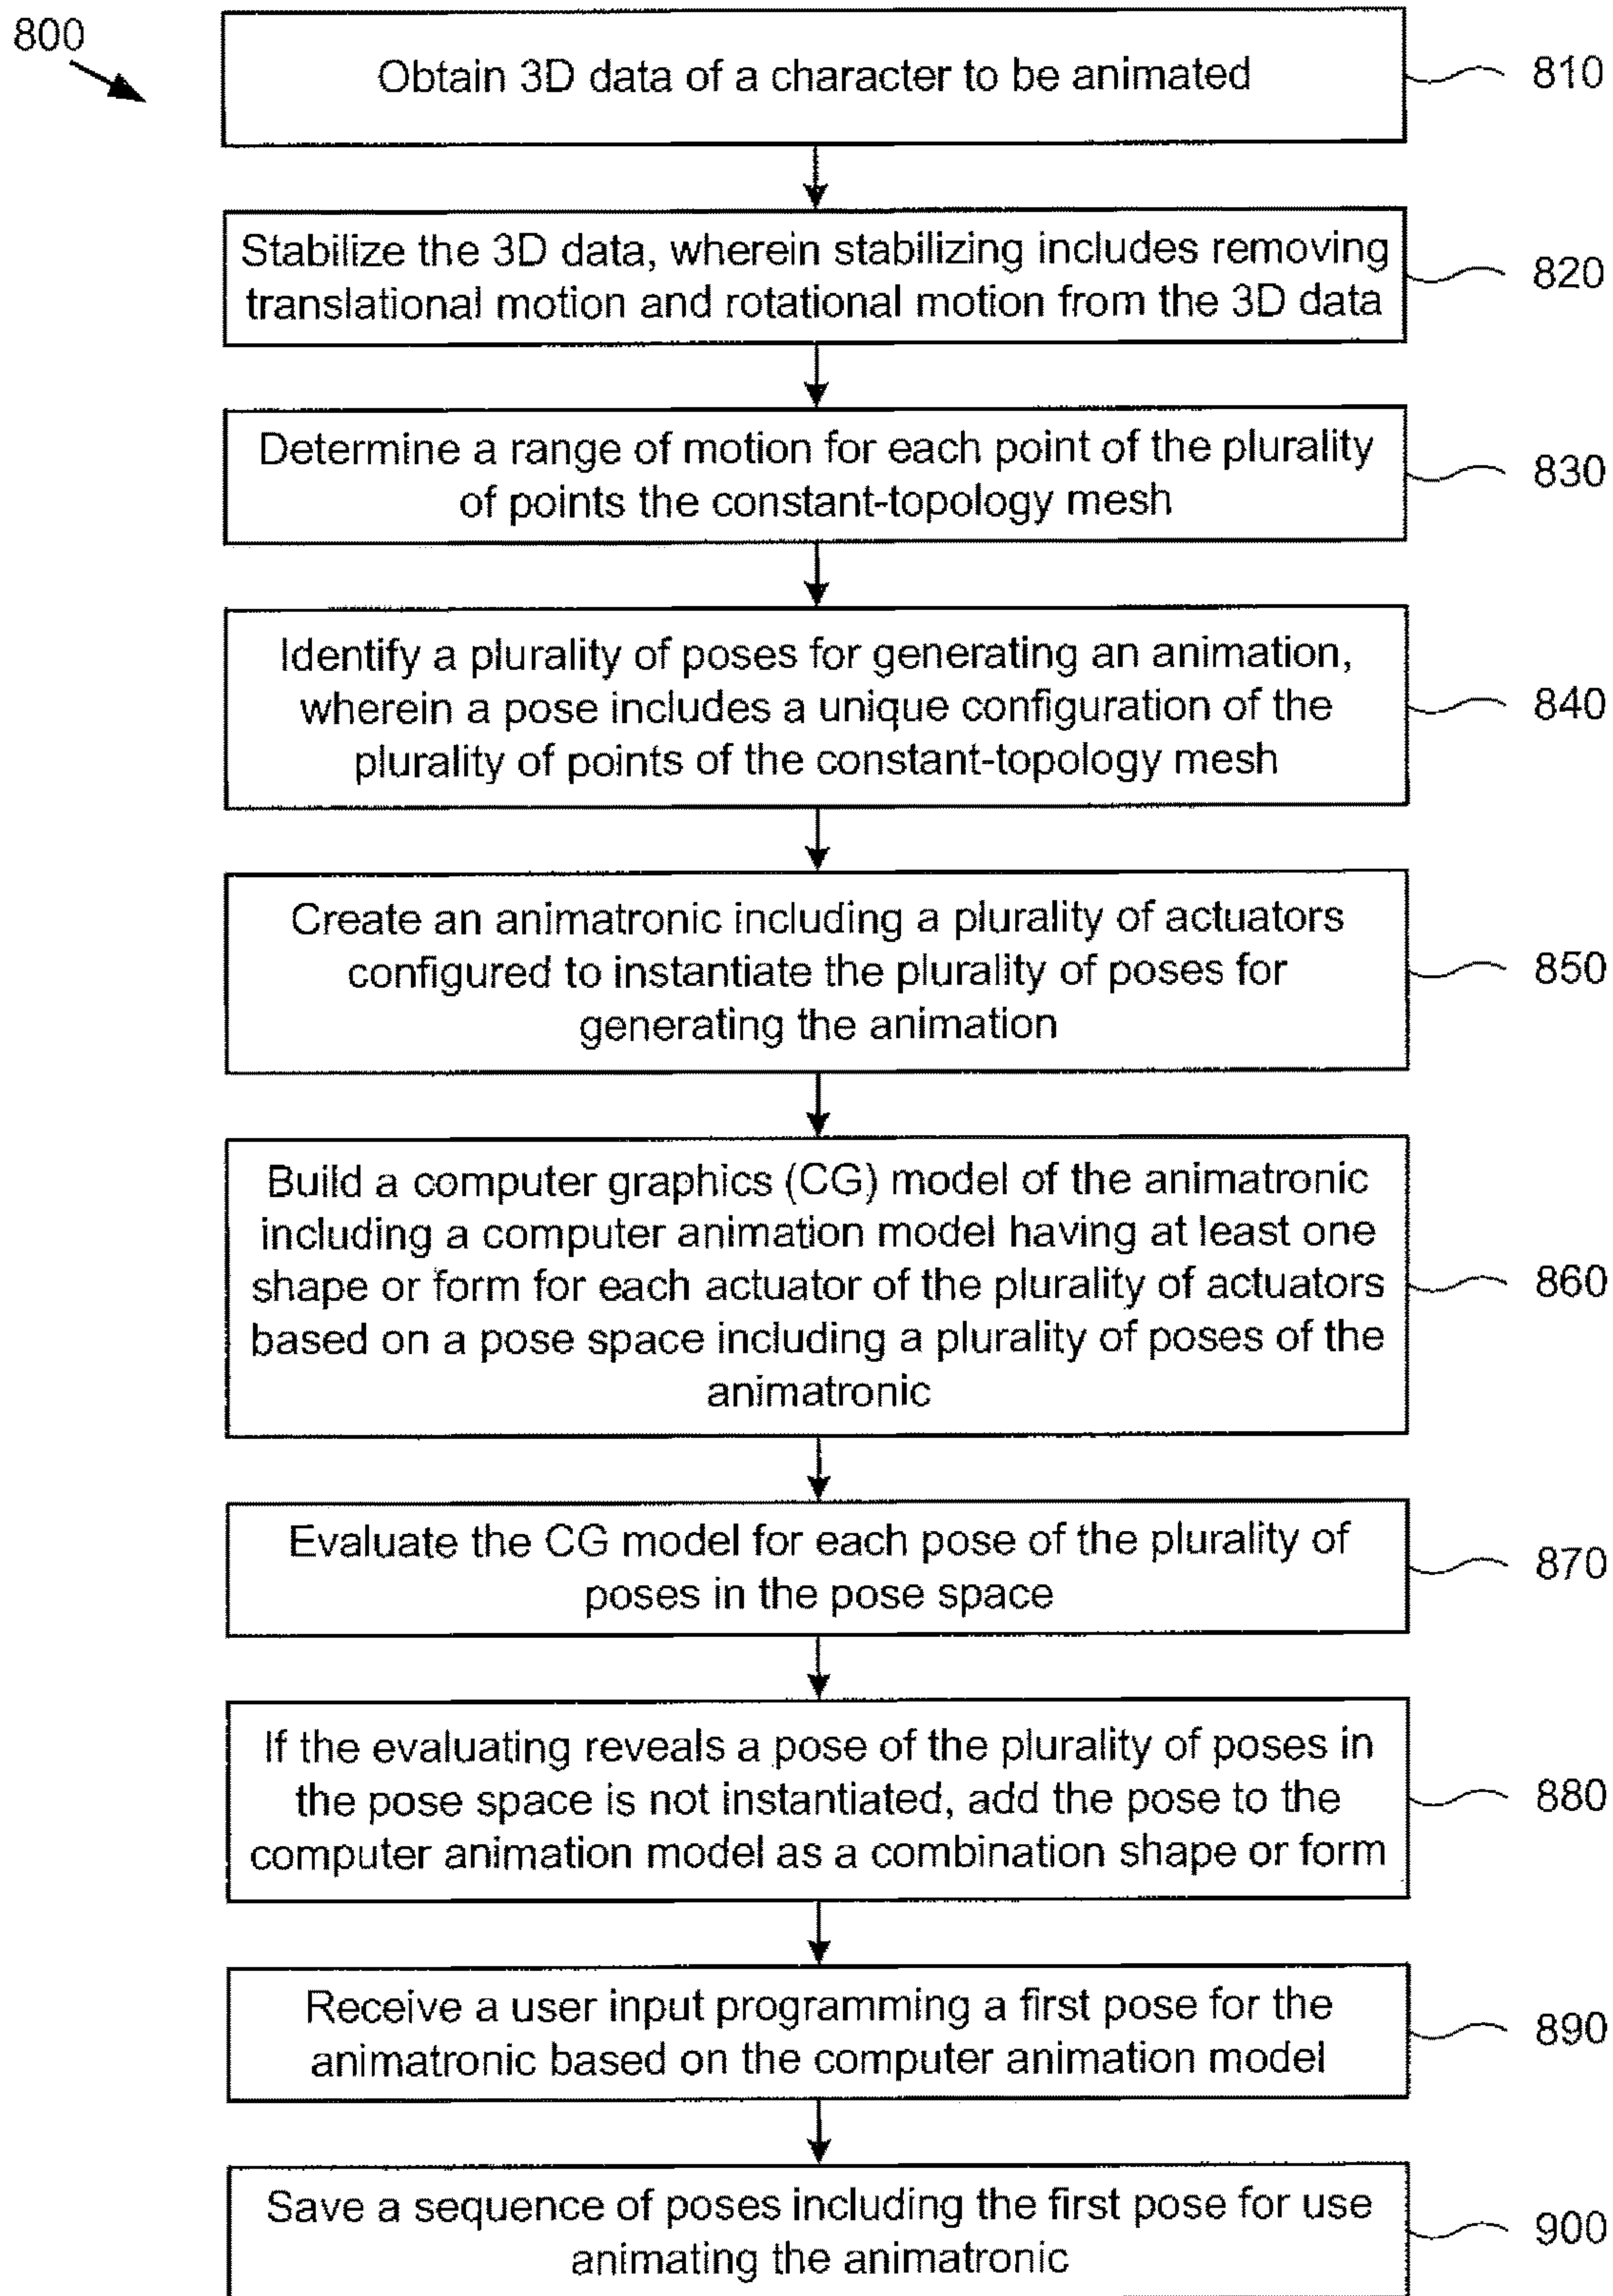 800
Obtain 3D data of a character to be animated
810
Stabilize the 3D data, wherein stabilizing includes removing
translational motion and rotational motion from the 3D data
820
Determine a range of motion for each point of the plurality
of points the constant-topology mesh
830
Identify a plurality of poses for generating an animation,
wherein a pose includes a unique configuration of the
plurality of points of the constant-topology mesh
840
Create an animatronic including a plurality of actuators
configured to instantiate the plurality of poses for
generating the animation
850
Build a computer graphics (CG) model of the animatronic
including a computer animation model having at least one
shape or form for each actuator of the plurality of actuators
based on a pose space including a plurality of poses of the
animatronic
860
Evaluate the CG model for each pose of the plurality of
poses in the pose space
870
If the evaluating reveals a pose of the plurality of poses in
the pose space is not instantiated, add the pose to the
computer animation model as a combination shape or form
880
Receive a user input programming a first pose for the
animatronic based on the computer animation model
890
Save a sequence of poses including the first pose for use
animating the animatronic
900